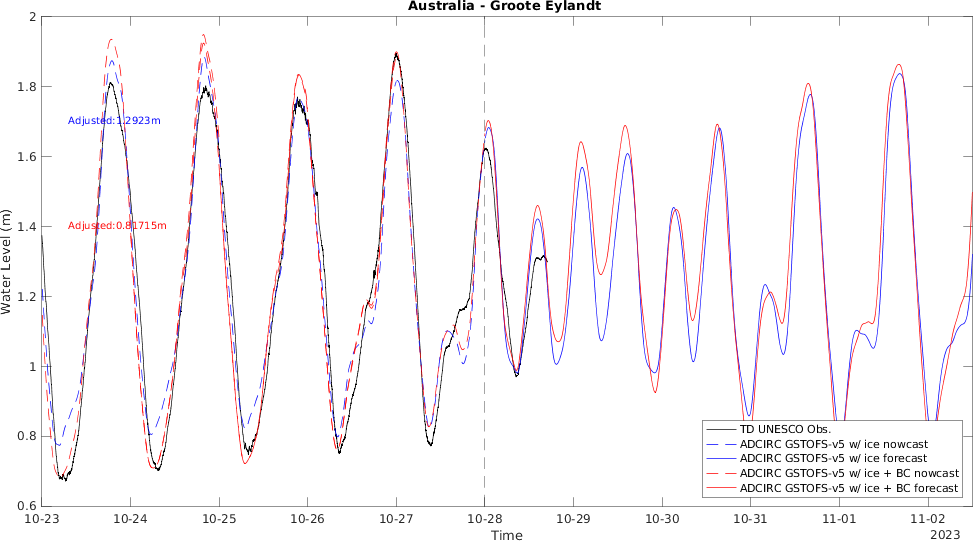 Australia - Groote Eylandt
2
1.8
1.6
1.4
1.2
1
0.8
0.6
Water Level (m)
Adjusted:1.2923m
Adjusted:0.81715m
TD UNESCO Obs.
ADCIRC GSTOFS-v5 w/ ice nowcast
ADCIRC GSTOFS-v5 w/ ice forecast
ADCIRC GSTOFS-v5 w/ ice + BC nowcast
ADCIRC GSTOFS-v5 w/ ice + BC forecast
10-23 10-24 10-25 10-26 10-27 10-28 10-29 10-30 10-31 11-01 11-02
Time
2023